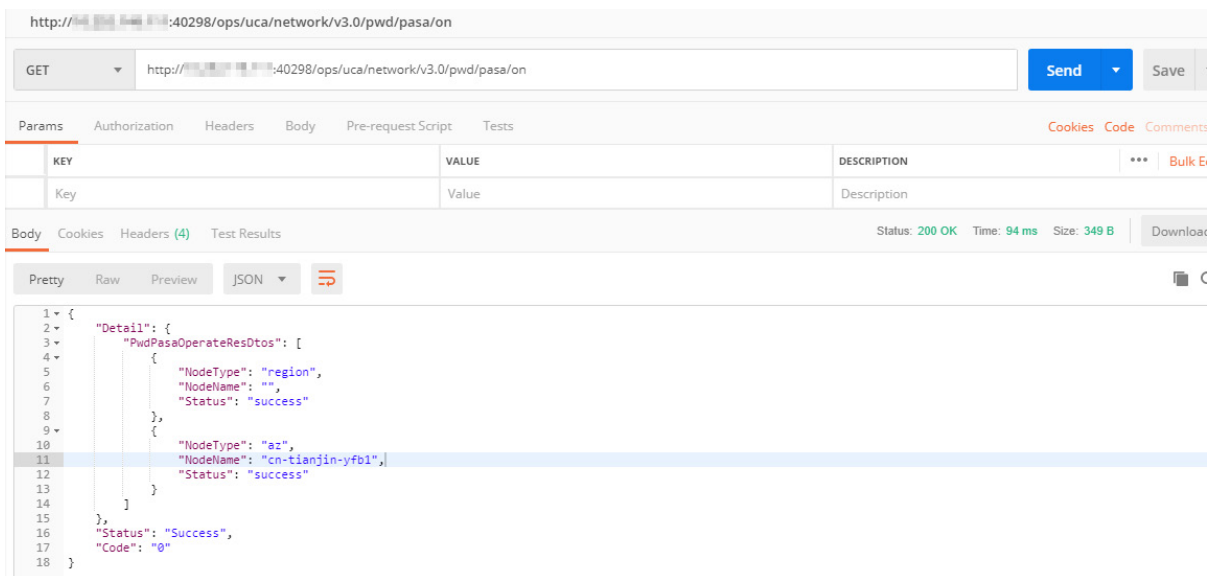 http:// :40298/ops/uca/network/v3.0/pwd/pasa/on
GET http:// :40298/ops/uca/network/v3.0/pwd/pasa/on Send Save
Params Authorization Headers Body Pre-request Script Tests Cookies Code Comments
KEY VALUE DESCRIPTION ••• Bulk E
Key Value Description
Body Cookies Headers (4) Test Results Status: 200 OK Time: 94 ms Size: 349 B Download
Pretty Raw Preview JSON
1 {
2 "Detail": {
3 "PwdPasaOperateResDtos": [
4 {
5 "NodeType": "region",
6 "NodeName": "",
7 "Status": "success"
8 },
9 {
10 "NodeType": "az",
11 "NodeName": "cn-tianjin-yfb1",
12 "Status": "success"
13 }
14 ]
15 },
16 "Status": "Success",
17 "Code": "0"
18 }